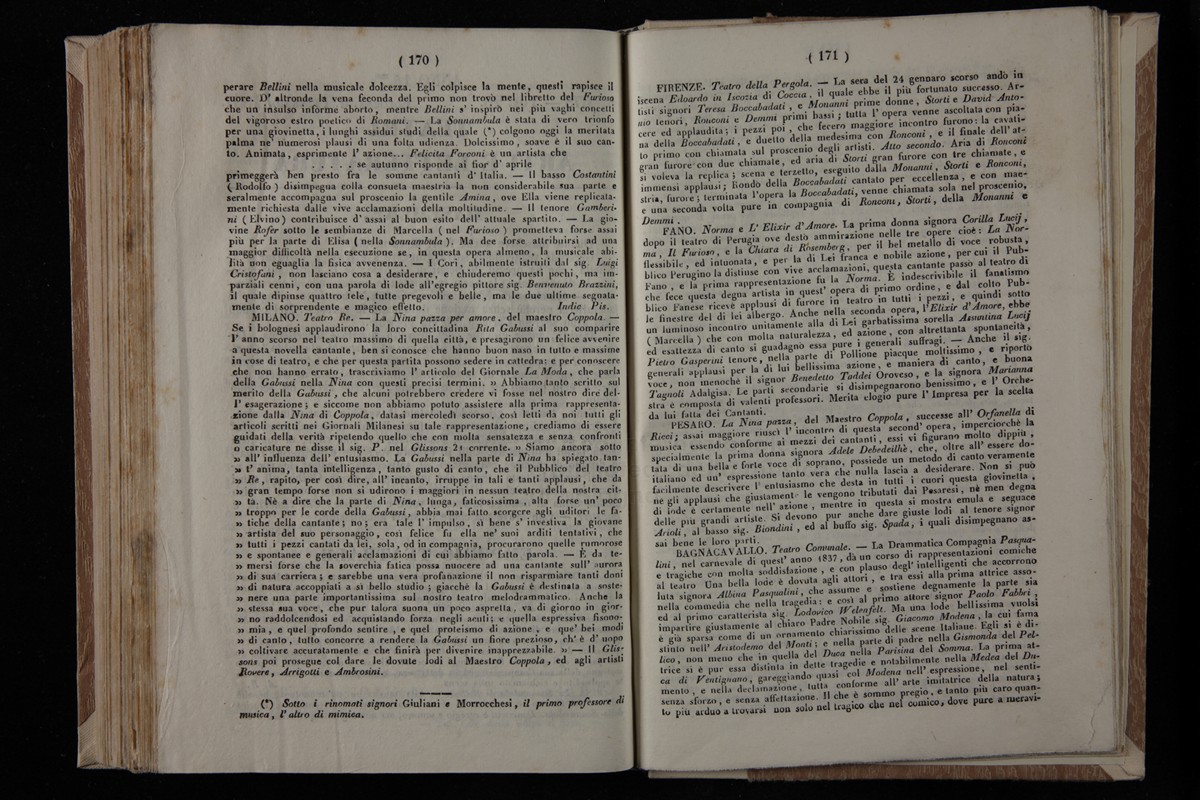 ( 170 )
perare Bellini nella musicale dolcezza. Egli colpisce la mente, questi rapisce il
cuore. D' altronde la vena feconda del primo non trovò nel libretto del Furioso
che un insulso informe aborto, mentre Bellini s' inspirò nei più vaghi concetti
del vigoroso estro poetico di Romani. — La Sonnambula è stata di vero trionfo
per una giovinetta, i lunghi assidui studi della quale (*) colgono oggi la meritata
palma ne' numerosi plausi di una folta udienza. Dolcissimo, soave è il suo can-
to. Animata, esprimente l' azione... Felicita Forconi è un artista che
. . . . . se autunno risponde ai fior d' aprile
primeggerà ben presto fra le somme cantanti d' Italia. — Il basso Costantini
( Rodolfo ) disimpegna colla consueta maestria la non considerabile sua parte e
seralmente accompagna sul proscenio la gentile Amina, ove Ella viene replicata-
mente richiesta dalle vive acclamazioni della moltitudine. — Il tenore Gamberi-
ni ( Elvino ) contribuisce d' assai al buon esito dell' attuale spartito. — La gio-
vine Rofer sotto le sembianze di Marcella ( nel Furioso ) prometteva forse assai
più per la parte di Elisa ( nella Sonnambula ). Ma dee forse attribuirsi ad una
maggior difficoltà nella esecuzione se, in questa opera almeno, la musicale abi-
lità non eguaglia la fisica avvenenza. — I Cori, abilmente istruiti dal sig. Luigi
Cristofani, non lasciano cosa a desiderare, e chiuderemo questi pochi, ma im-
parziali cenni, con una parola di lode all'egregio pittore sig. Benvenuto Brazzini,
il quale dipinse quattro tele, tutte pregevoli e belle, ma le due ultime segnata-
mente di sorprendente e magico effetto. Indic Pis.
MILANO. Teatro Re. — La Nina pazza per amore. del maestro Coppola. —
Se i bolognesi applaudirono la loro concittadina Rita Gabussi al suo comparire
l' anno scorso nel teatro massimo di quella città, e presagirono un felice avvenire
a questa novella cantante, ben si conosce che hanno buon naso in tutto e massime
in cose di teatro, e che per questa partita possono sedere in cattedra: e per conoscere
che non hanno errato, trascriviamo l' articolo del Giornale La Moda, che parla
della Gabussi nella Nina con questi precisi termini. » Abbiamo tanto scritto sul
merito della Gabussi, che alcuni potrebbero credere vi fosse nel nostro dire del-
l' esagerazione; e siccome non abbiamo potuto assistere alla prima rappresenta-
zione della Nina di Coppola, datasi mercoledì scorso, così letti da noi tutti gli
articoli scritti nei Giornali Milanesi su tale rappresentazione, crediamo di essere
guidati della verità ripetendo quello che con molta sensatezza e senza confronti
o caricature ne disse il sig. P. nel Glissons 21 corrente. » Siamo ancora sotto
» all' influenza dell' entusiasmo. La Gabussi nella parte di Nina ha spiegato tan-
» t' anima, tanta intelligenza, tanto gusto di canto, che il Pubblico del teatro
» Re, rapito, per così dire, all' incanto, irruppe in tali e tanti applausi, che da
» gran tempo forse non si udirono i maggiori in nessun teatro della nostra cit-
» tà. Nè a dire che la parte di Nina, lunga, faticosissima, alta forse un' poco
» troppo per le corde della Gabussi, abbia mai fatto scorgere agli uditori le fa-
» tiche della cantante; no; era tale l' impulso, sì bene s' investiva la giovane
» artista del suo personaggio, così felice fu ella ne' suoi arditi tentativi, che
» tutti i pezzi cantati da lei, sola, od in compagnia, procurarono quelle rumorose
» e spontanee e generali acclamazioni di cui abbiamo fatto parola. — È da te-
» mersi forse che la soverchia fatica possa nuocere ad una cantante sull' aurora
» di sua carriera; e sarebbe una vera profanazione il non risparmiare tanti doni
» di natura accoppiati a sì bello studio; giacchè la Gabussi è destinata a soste-
» nere una parte importantissima sul nostro teatro melodrammatico. Anche la
» stessa sua voce, che pur talora suona un poco aspretta, va di giorno in gior-
» no raddolcendosi ed acquistando forza negli acuti; e quella espressiva fisono-
» mia, e quel profondo sentire, e quel proteismo di azione, e que' bei modi
» di canto, tutto concorre a rendere la Gabussi un fiore prezioso, ch' è d' uopo
» coltivare accuratamente e che finirà per divenire inapprezzabile. » — Il Glis-
sons poi prosegue col dare le dovute lodi al Maestro Coppola, ed agli artisti
Rovere, Arrigotti e Ambrosini.
(*) Sotto i rinomati signori Giuliani e Morrocchesi, il primo professore di
musica, l'altro di mimica.
( 171 )
FIRENZE. Teatro della Pergola. — La sera del 24 gennaro scorso andò in
iscena Edoardo in Iscozia di Coccia. il quale ebbe il più fortunato successo. Ar-
tisti signori Teresa Boccabadati, e Monanni prime donne, Storti e David Anto-
nio tenori, Ronconi e Demmi primi bassi; tutta l' opera venne ascoltata con pia-
cere ed applaudita; i pezzi poi, che fecero maggiore incontro furono: la cavati-
na della Boccabadati, e duetto della medesima con Ronconi, e il finale dell' at-
to primo con chiamata sul proscenio degli artisti. Atto secondo. Aria di Ronconi
gran furore con due chiamate, ed aria di Storti gran furore con tre chiamate, e
si voleva la replica; scena e terzetto, eseguito dalla Monanni, Storti e Ronconi,
immensi applausi; Rondò della Boccabadati cantato per eccellenza, e con mae-
stria, furore; terminata l'opera la Boccabadati, venne chiamata sola nel proscenio,
e una seconda volta pure in compagnia di Ronconi, Storti, della Monanni e
Demmi.
FANO. Norma e L' Elixir d'Amore. La prima donna signora Corilla Lucij,
dopo il teatro di Perugia ove destò ammirazione nelle tre opere cioè: La Nor-
ma, Il Furioso, e la Chiara di Rosemberg, per il bel metallo di voce robusta,
flessibile, ed intuonata, e per la di Lei franca e nobile azione, per cui il Pub-
blico Perugino la distinse con vive acclamazioni, questa cantante passò al teatro di
Fano, e la prima rappresentazione fu la Norma. È indescrivibile il fanatismo
che fece questa degna artista in quest' opera di primo ordine, e dal colto Pub-
blico Fanese ricevè applausi di furore in teatro in tutti i pezzi, e quindi sotto
le finestre del di lei albergo. Anche nella seconda opera, l'Elixir d'Amore, ebbe
un luminoso incontro unitamente alla di Lei garbatissima sorella Assuntina Lucij
( Marcella ) che con molta naturalezza, ed azione, con altrettanta spontaneità,
ed esattezza di canto si guadagnò essa pure i generali suffragi. — Anche il sig.
Pietro Gasperini tenore, nella parte di Pollione piacque moltissimo, e riportò
generali applausi per la di lui bellissima azione, e maniera di canto, e buona
voce, non menochè il signor Benedetto Taddei Oroveso, e la signora Marianna
Tagnoli Adalgisa. Le parti secondarie si disimpegnarono benissimo, e l' Orche-
stra è composta di valenti professori. Merita elogio pure l' Impresa per la scelta
da lui fatta dei Cantanti.
PESARO. La Nina pazza, del Maestro Coppola, successe all' Orfanella di
Ricci; assai maggiore riuscì l' incontro di questa second' opera, imperciocchè la
musica essendo conforme ai mezzi dei cantanti, essi vi figurano molto dippiù,
specialmente la prima donna signora Adele Debedeilhè, che, oltre all' essere do-
tata di una bella e forte voce di soprano, possiede un metodo di canto veramente
italiano ed un' espressione tanto vera che nulla lascia a desiderare. Non si può
facilmente descrivere l' entusiasmo che desta in tutti i cuori questa giovinetta,
nè gli applausi che giustamente le vengono tributati dai Pesaresi, nè men degna
di lode è certamente nell' azione, mentre in questa si mostra emula e seguace
delle più grandi artiste. Si devono pur anche dare giuste lodi al tenore signor
Arioli, al basso sig. Biondini, ed al buffo sig. Spada, i quali disimpegnano as-
sai bene le loro parti.
BAGNACAVALLO. Teatro Comunale. — La Drammatica Compagnia Pasqua-
lini, nel carnevale di quest' anno 1837, dà un corso di rappresentazioni comiche
e tragiche con molta soddisfazione, e con plauso degl' intelligenti che accorrono
al teatro Una bella lode è dovuta agli attori, e tra essi alla prima attrice asso-
luta signora Albina Pasqualini, che assume e sostiene degnamente la parte sia
nella commedia che nella tragedia: e così al primo attore signor Paolo Fabbri,
ed al primo caratterista sig. Lodovico Welenfelt. Ma una lode bellissima vuolsi
impartire giustamente al chiaro Padre Nobile sig. Giacomo Modena, la cui fama
è già sparsa come di un ornamento chiarissimo delle scene Italiane. Egli si è di-
stinto nell' Aristodemo del Monti; e nella parte di padre nella Gismonda del Pel-
lico, non meno che in quella del Duca nella Parisina del Somma. La prima at-
trice si è pur essa distinta in dette tragedie e notabilmente nella Medea del Du-
ca di Ventignano, gareggiando quasi col Modena nell' espressione, nel senti-
mento, e nella declamazione, tutta conforme all' arte imitatrice della natura;
senza sforzo, e senza affettazione. Il che è sommo pregio, e tanto più caro quan-
to più arduo a trovarsi non solo nel tragico che nel comico, dove pure a meravi-